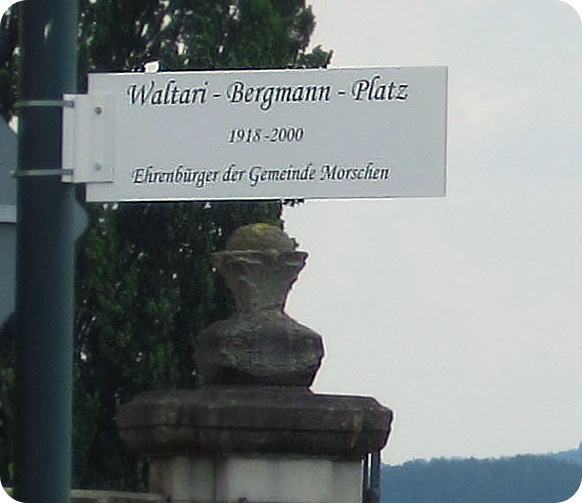 Waltari - Bergmann - Platz
1918-2000
Ehrenbürger der Gemeinde Morschen